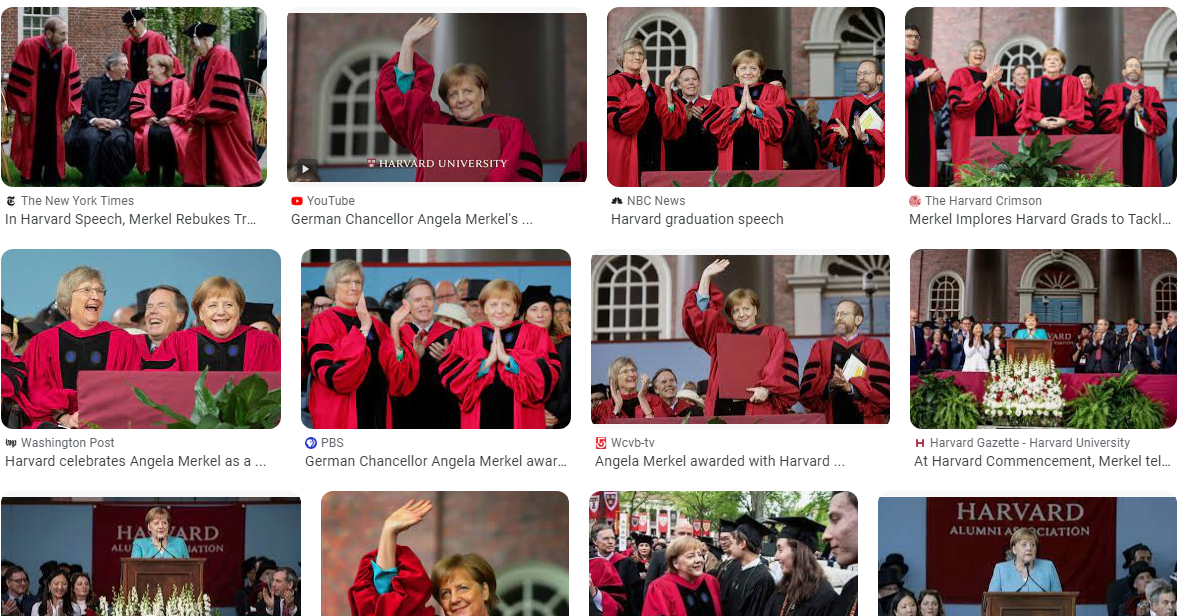 HARVARD UNIVERSITY
The New York Times
In Harvard Speech, Merkel Rebukes Tr...
YouTube
German Chancellor Angela Merkel's ...
NBC News
Harvard graduation speech
The Harvard Crimson
Merkel Implores Harvard Grads to Tackl...
Washington Post
Harvard celebrates Angela Merkel as a ...
PBS
German Chancellor Angela Merkel awar...
Wcvb-tv
Angela Merkel awarded with Harvard ...
Harvard Gazette - Harvard University
At Harvard Commencement, Merkel tel...
HARVARD
HARVARD
ALUMNI ASSOCIATION